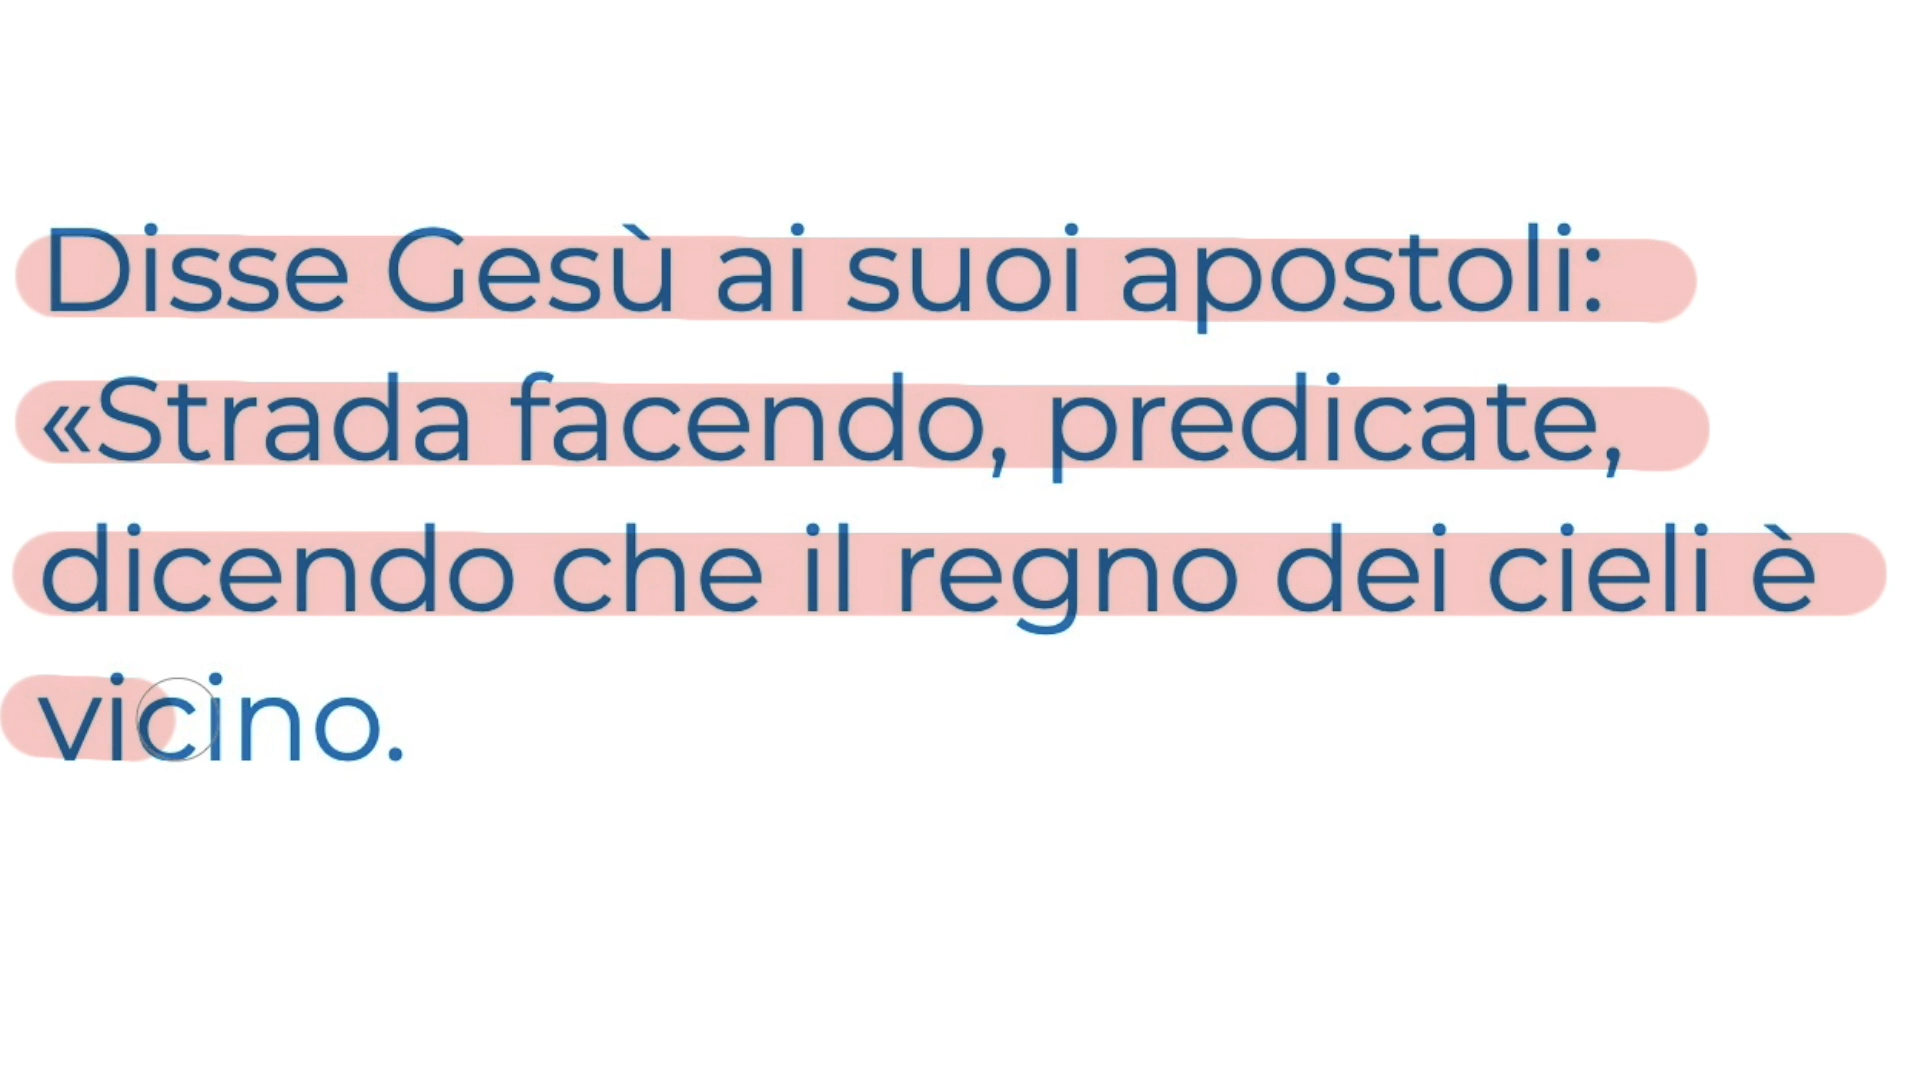 Disse Gesù ai suoi apostoli:
«Strada facendo, predicate,
dicendo che il regno dei cieli è
vicino.